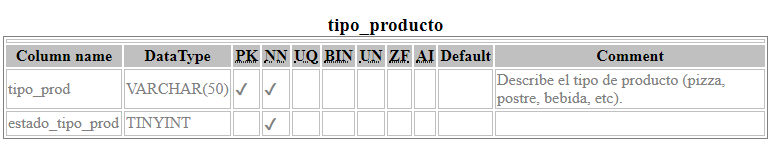 tipo_producto
Column name DataType PK NN UQ BIN UN ZF AI Default Comment
tipo_prod VARCHAR(50) ✓ ✓ Describe el tipo de producto (pizza,
postre, bebida, etc).
estado_tipo_prod TINYINT ✓